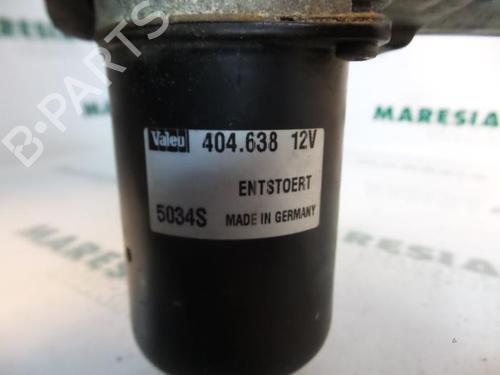 B-PARTS
MARESIA
Valeo 404.638 12V
ENTSTOERT
5034S MADE IN GERMANY
MARESIA